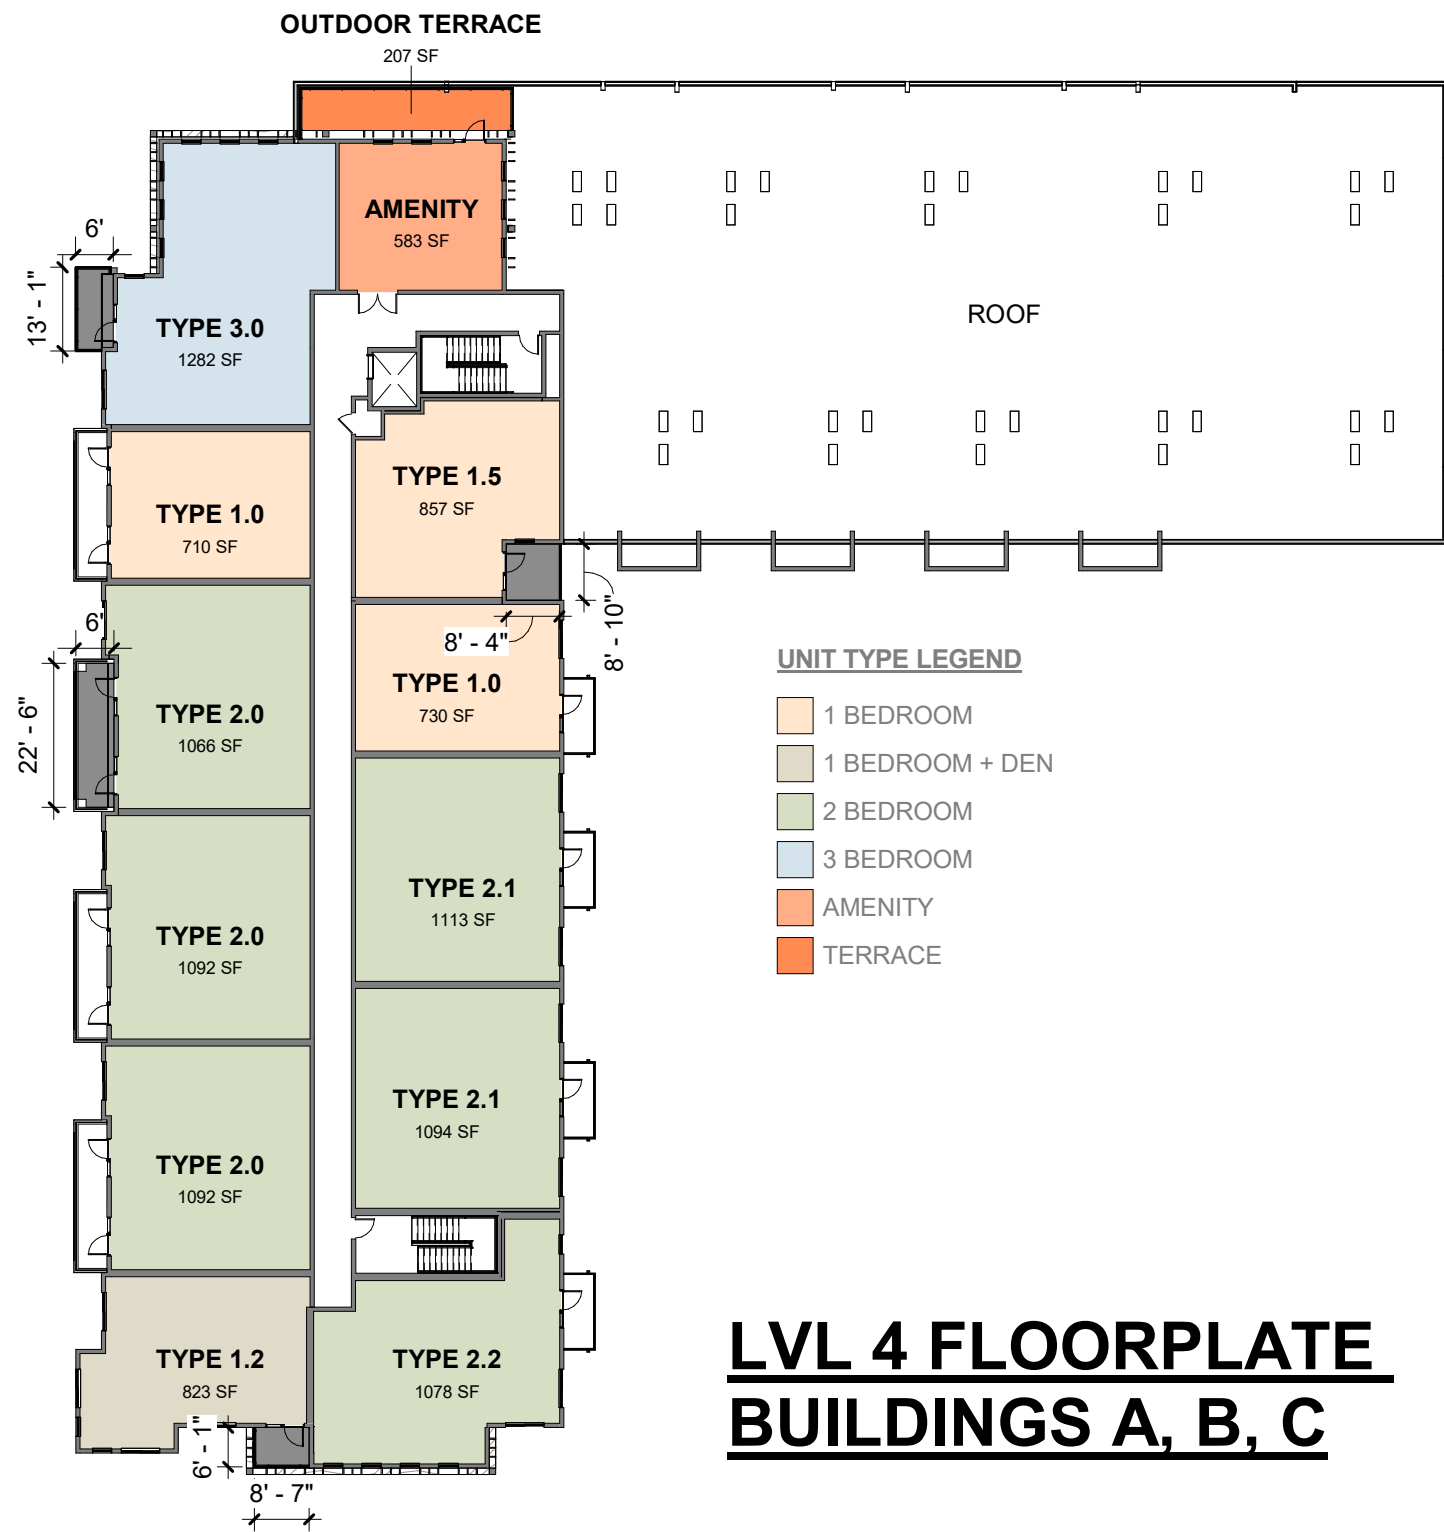 OUTDOOR TERRACE
207 SF
AMENITY
583 SF
6'
13' - 1"
ROOF
TYPE 3.0
1282 SF
TYPE 1.5
857 SF
TYPE 1.0
710 SF
8' - 10"
8' - 4"
6'
22' - 6"
TYPE 1.0
730 SF
TYPE 2.0
1066 SF
UNIT TYPE LEGEND
1 BEDROOM
1 BEDROOM + DEN
2 BEDROOM
3 BEDROOM
AMENITY
TERRACE
TYPE 2.1
1113 SF
TYPE 2.0
1092 SF
TYPE 2.1
1094 SF
TYPE 2.0
1092 SF
TYPE 1.2
823 SF
TYPE 2.2
1078 SF
6' - 1"
8' - 7"
LVL 4 FLOORPLATE
BUILDINGS A, B, C